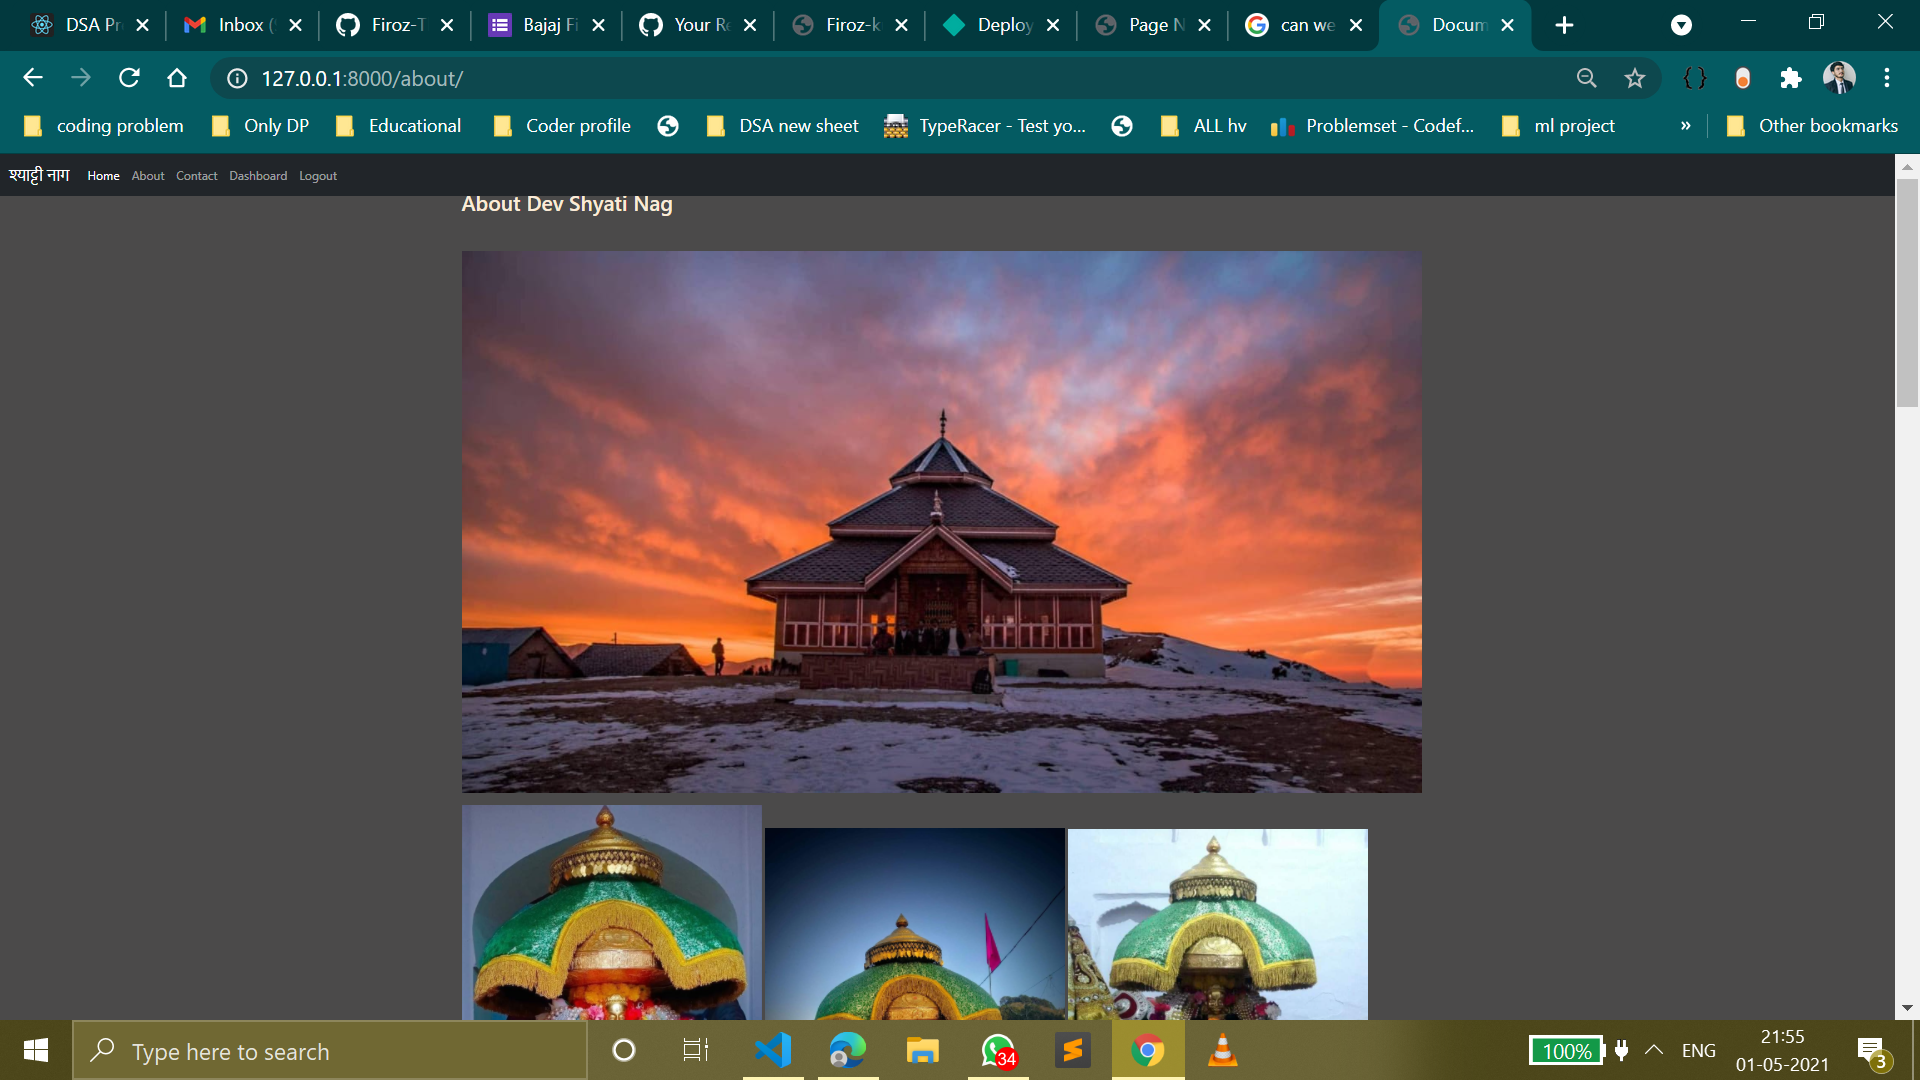 DSA Pr
Inbox (
Firoz-T
Bajaj Fi
Your Re
Firoz-k
Deploy
Page N
can we
Docum
127.0.0.1:8000/about/
coding problem
Only DP
Educational
Coder profile
DSA new sheet
TypeRacer - Test yo...
ALL hv
Problemset - Codef...
ml project
»
Other bookmarks
श्याट्टी नाग Home About Contact Dashboard Logout
About Dev Shyati Nag
Type here to search
34
100%
ENG
21:55
01-05-2021
3